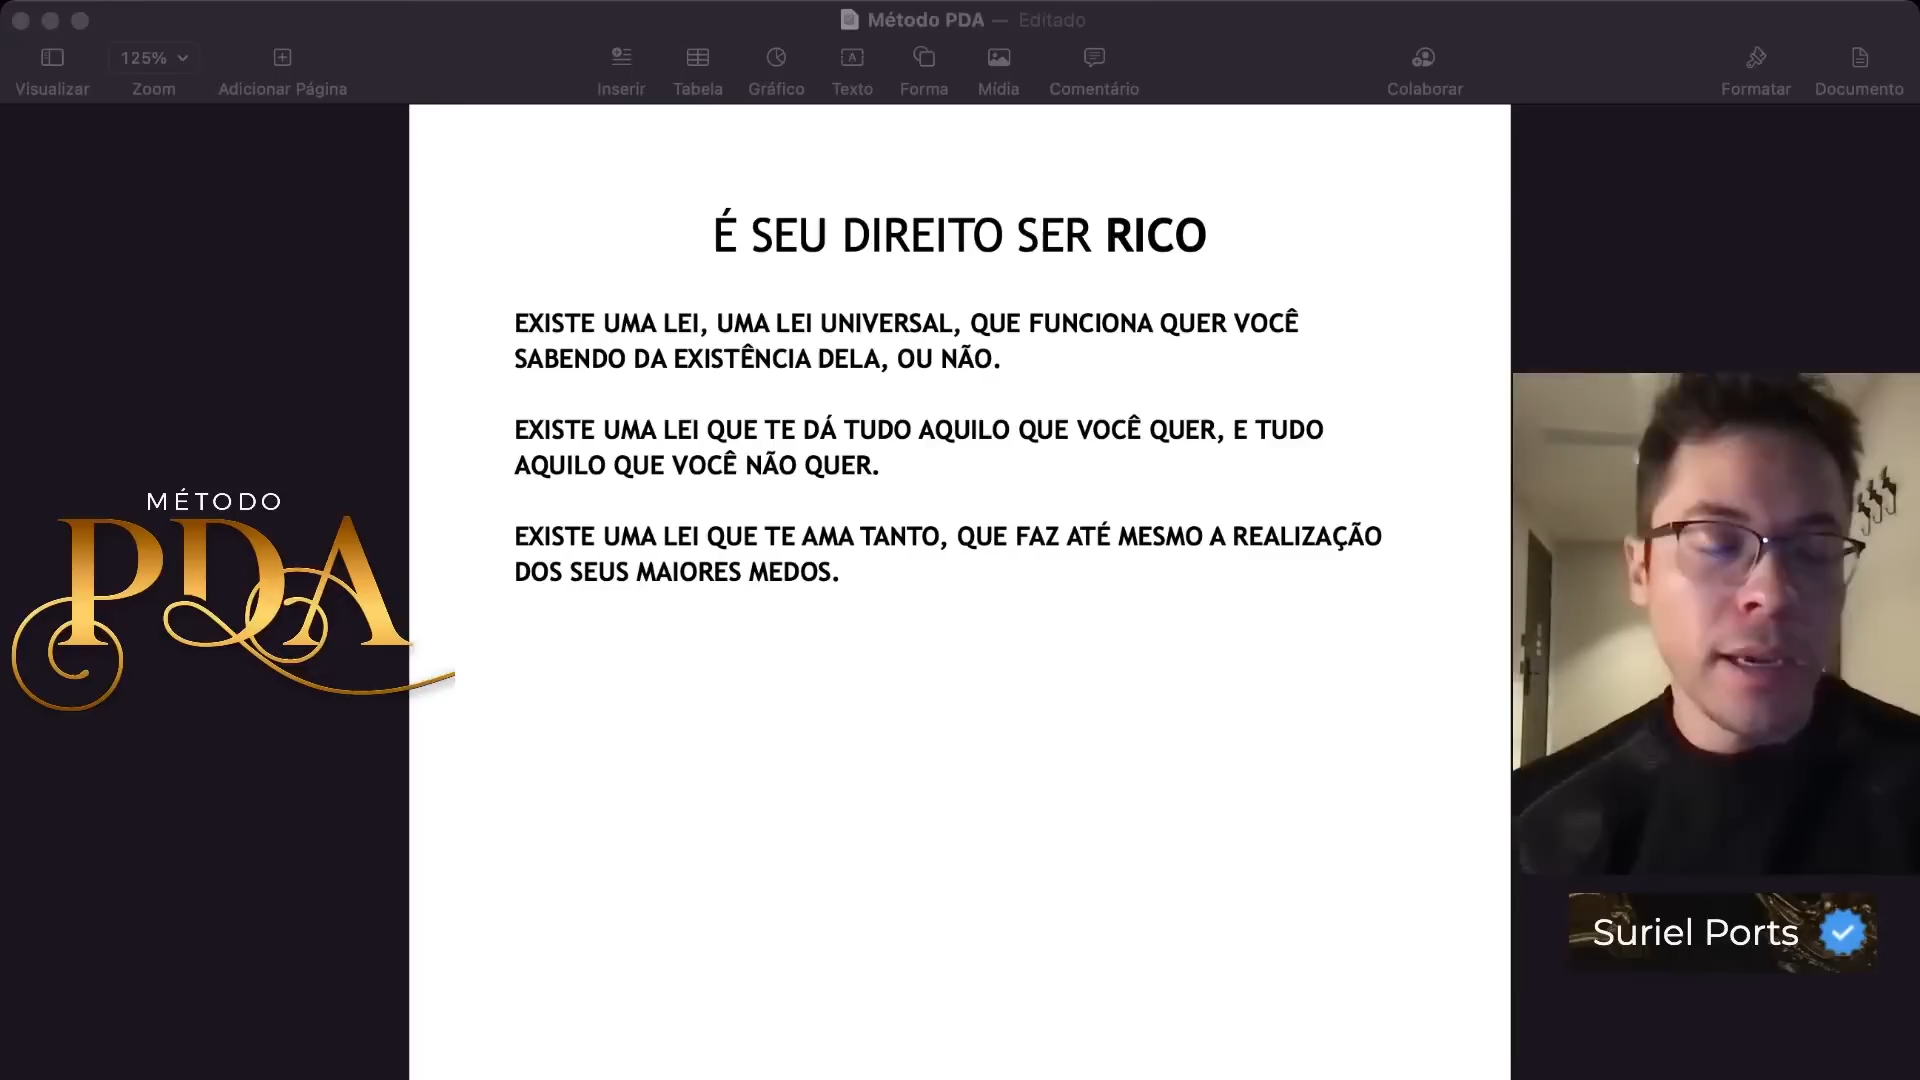 Método PDA — Editado
125%
Visualizar Zoom Adicionar Página Inserir Tabela Gráfico Texto Forma Mídia Comentário Colaborar Formatar Documento
É SEU DIREITO SER RICO
EXISTE UMA LEI, UMA LEI UNIVERSAL, QUE FUNCIONA QUER VOCÊ
SABENDO DA EXISTÊNCIA DELA, OU NÃO.
EXISTE UMA LEI QUE TE DÁ TUDO AQUILO QUE VOCÊ QUER, E TUDO
AQUILO QUE VOCÊ NÃO QUER.
EXISTE UMA LEI QUE TE AMA TANTO, QUE FAZ ATÉ MESMO A REALIZAÇÃO
DOS SEUS MAIORES MEDOS.
MÉTODO
PDA
Suriel Ports